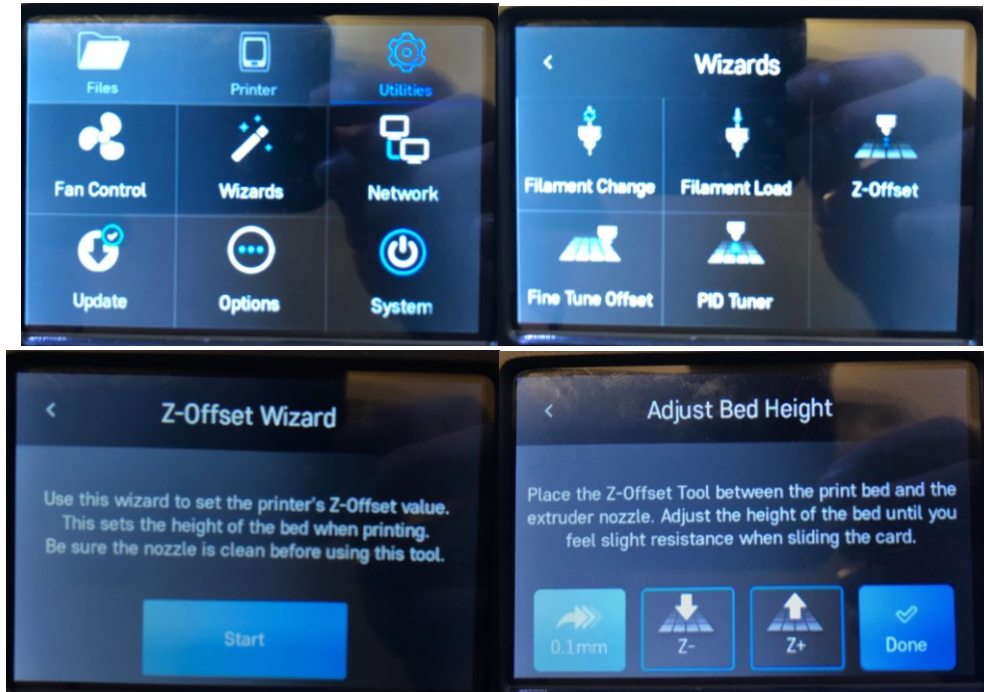 Files
Printer
Utilities
Fan Control
Wizards
Network
Update
Options
System
Wizards
Filament Change
Filament Load
Z-Offset
Fine Tune Offset
PID Tuner
Z-Offset Wizard
Use this wizard to set the printer's Z-Offset value.
This sets the height of the bed when printing.
Be sure the nozzle is clean before using this tool.
Start
Adjust Bed Height
Place the Z-Offset Tool between the print bed and the
extruder nozzle. Adjust the height of the bed until you
feel slight resistance when sliding the card.
0.1mm
Z-
Z+
Done